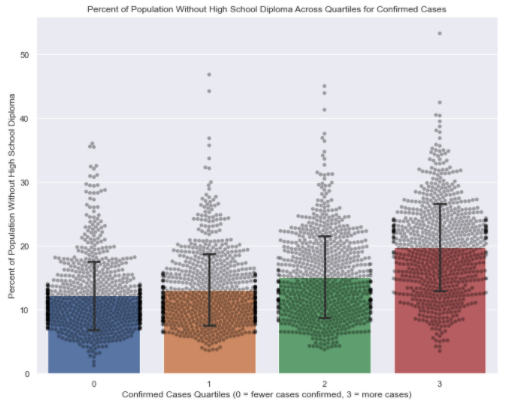 Percent of Population Without High School Diploma Across Quartiles for Confirmed Cases
Percent of Population Without High School Diploma
50
40
30
20
10
0
0 1 2 3
Confirmed Cases Quartiles (0 = fewer cases confirmed, 3 = more cases)